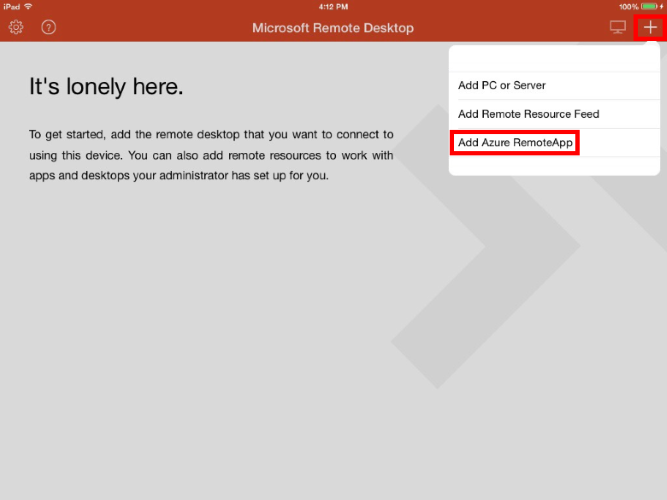 iPad 4:12 PM 100%
Microsoft Remote Desktop
It's lonely here.
To get started, add the remote desktop that you want to connect to
using this device. You can also add remote resources to work with
apps and desktops your administrator has set up for you.
Add PC or Server
Add Remote Resource Feed
Add Azure RemoteApp